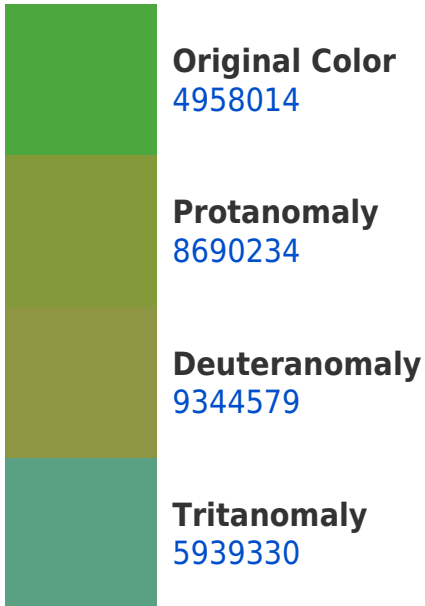 Original Color
4958014
Protanomaly
8690234
Deuteranomaly
9344579
Tritanomaly
5939330